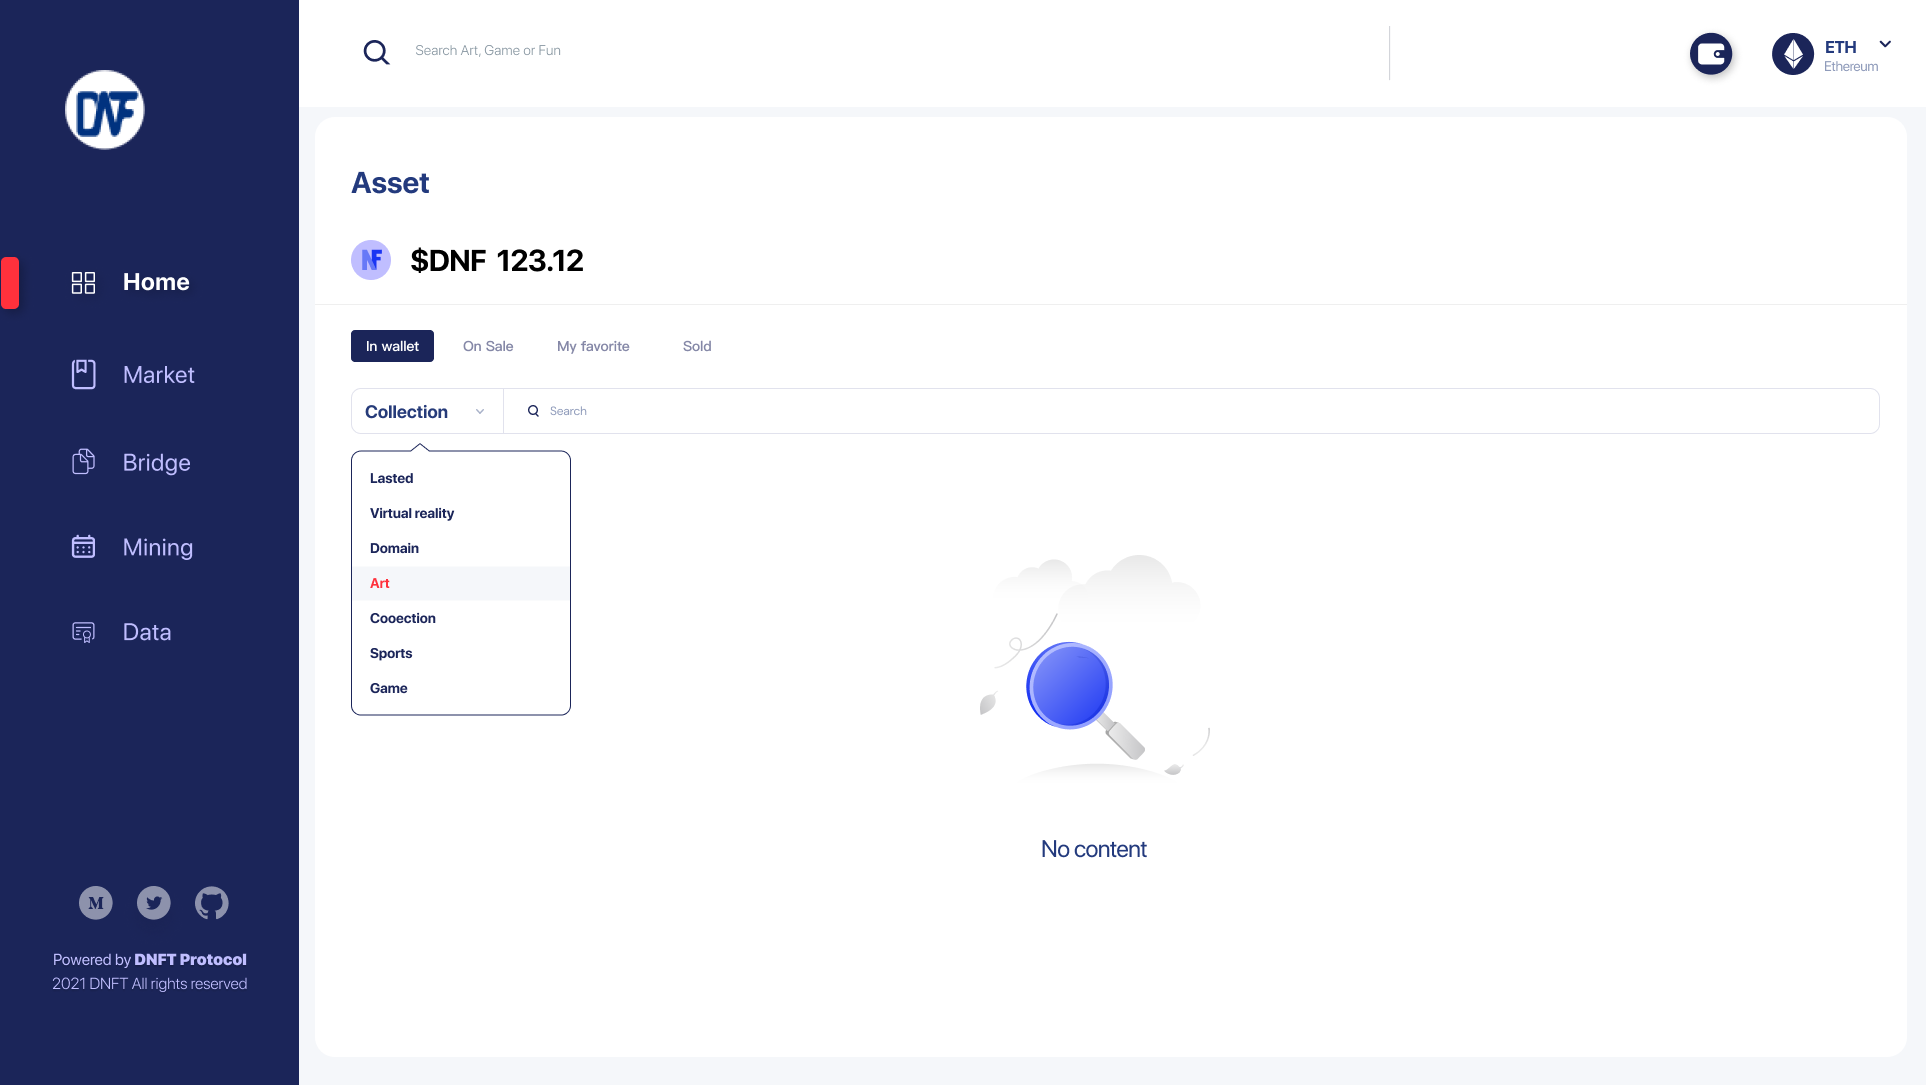 DNF
Search Art, Game or Fun
ETH
Ethereum
Home
Market
Bridge
Mining
Data
M
Powered by DNFT Protocol
2021 DNFT All rights reserved
Asset
NF
$DNF 123.12
In wallet
On Sale
My favorite
Sold
Collection
Search
Lasted
Virtual reality
Domain
Art
Cooection
Sports
Game
No content